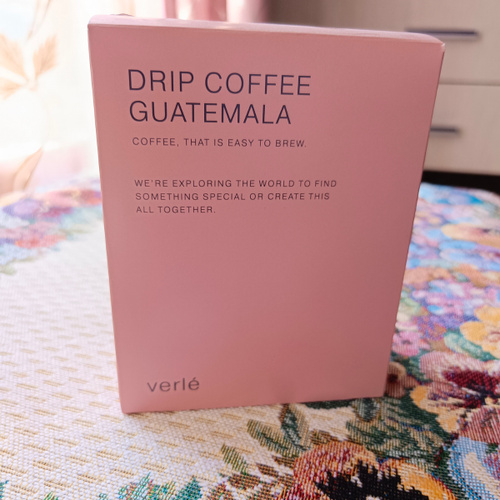 DRIP COFFEE
GUATEMALA
COFFEE, THAT IS EASY TO BREW.
WE'RE EXPLORING THE WORLD TO FIND
SOMETHING SPECIAL OR CREATE THIS
ALL TOGETHER.
verlé